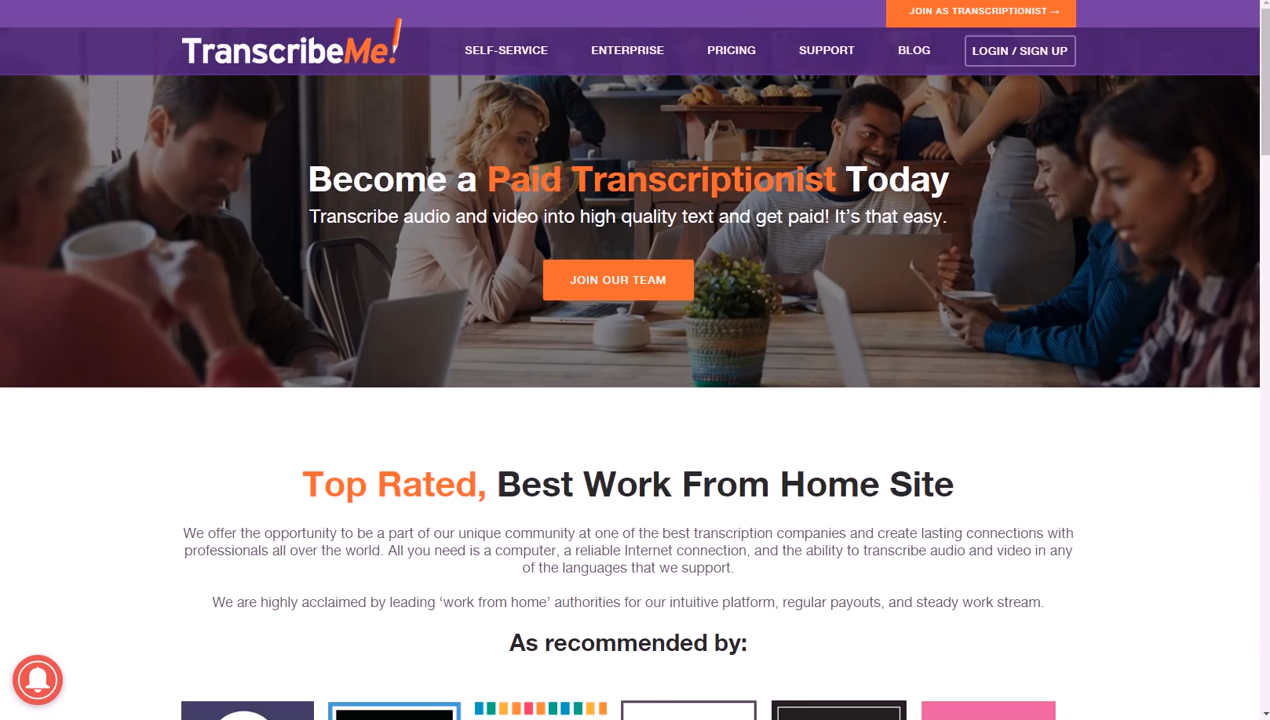 JOIN AS TRANSCRIPTIONIST →
TranscribeMe!
SELF-SERVICE
ENTERPRISE
PRICING
SUPPORT
BLOG
LOGIN / SIGN UP
Become a Paid Transcriptionist Today
Transcribe audio and video into high quality text and get paid! It’s that easy.
JOIN OUR TEAM
Top Rated, Best Work From Home Site
We offer the opportunity to be a part of our unique community at one of the best transcription companies and create lasting connections with
professionals all over the world. All you need is a computer, a reliable Internet connection, and the ability to transcribe audio and video in any
of the languages that we support.
We are highly acclaimed by leading ‘work from home’ authorities for our intuitive platform, regular payouts, and steady work stream.
As recommended by: